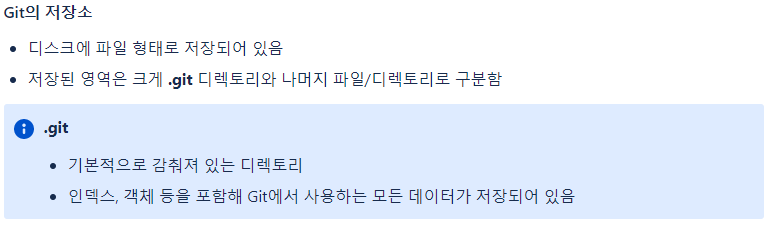 Git의 저장소
디스크에 파일 형태로 저장되어 있음
저장된 영역은 크게 .git 디렉토리와 나머지 파일/디렉토리로 구분함
.git
기본적으로 감춰져 있는 디렉토리
인덱스, 객체 등을 포함해 Git에서 사용하는 모든 데이터가 저장되어 있음